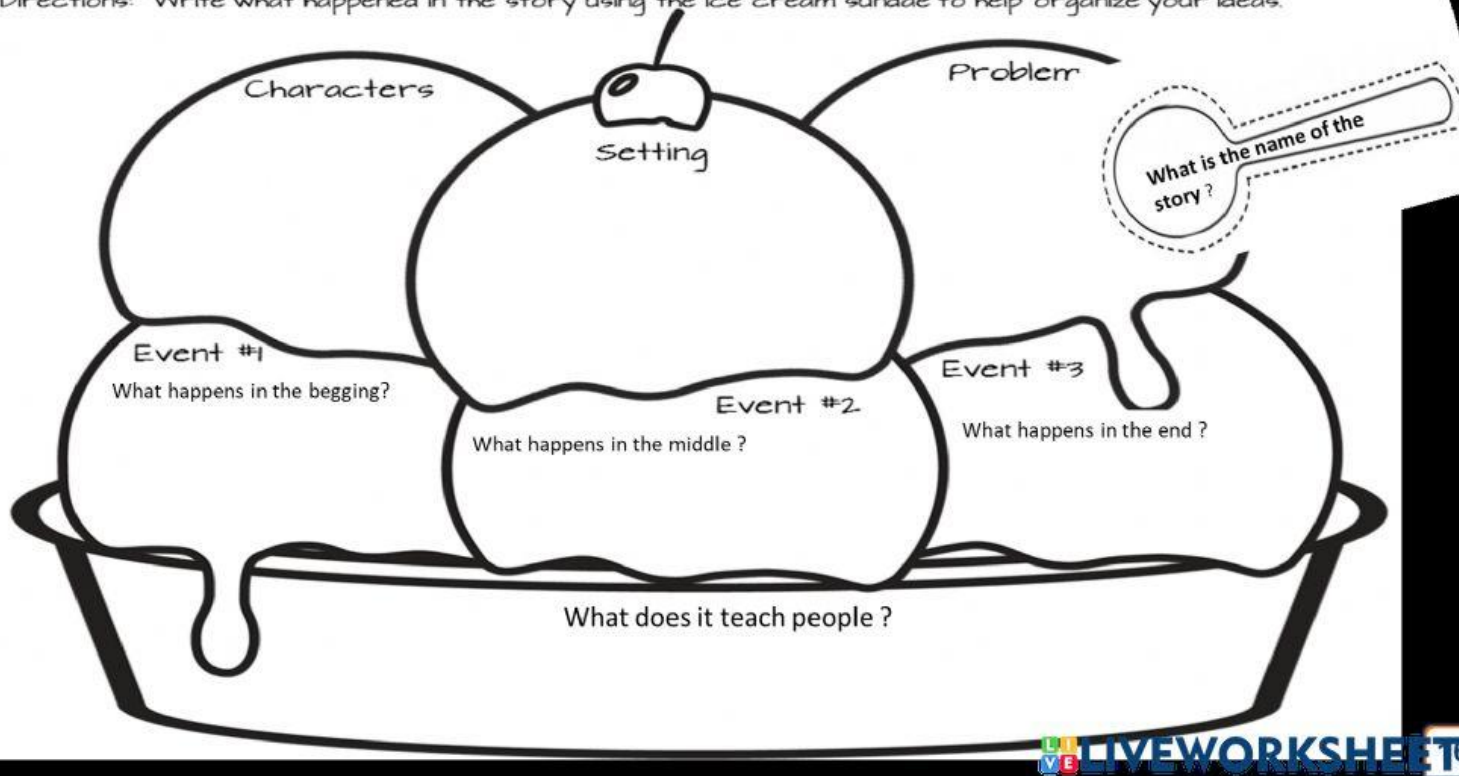 Directions: Write what happened in the story using the ice cream sundae to help organize your ideas.
Characters
Setting
Problem
What is the name of the
story ?
Event #1
What happens in the begging?
Event #2
What happens in the middle ?
Event #3
What happens in the end ?
What does it teach people ?
LIVE LIVEWORKSHEET